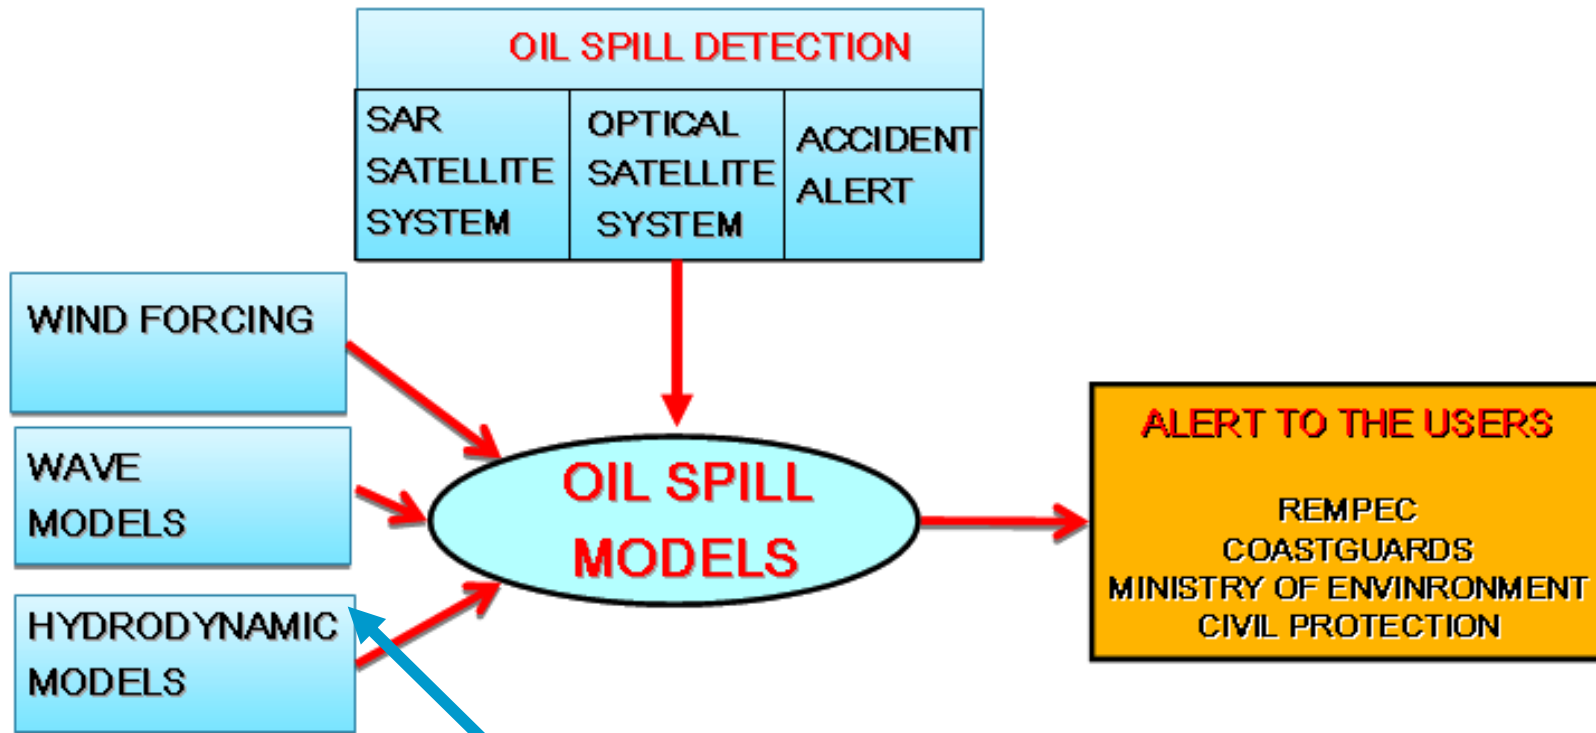 OIL SPILL DETECTION
SAR
SATELLITE
SYSTEM
OPTICAL
SATELLITE
SYSTEM
ACCIDENT
ALERT
WIND FORCING
WAVE
MODELS
HYDRODYNAMIC
MODELS
OIL SPILL
MODELS
ALERT TO THE USERS
REMPEC
COASTGUARDS
MINISTRY OF ENVINRONMENT
CIVIL PROTECTION